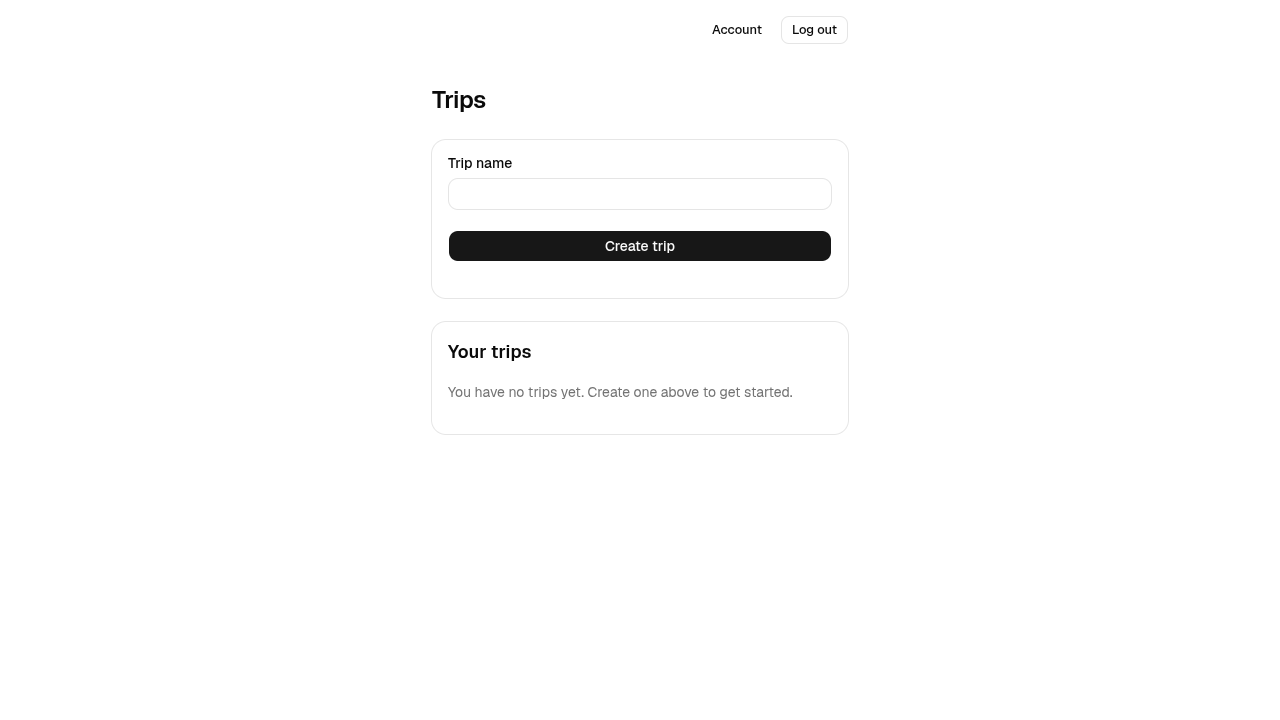 Account
Log out
Trips
Trip name
Create trip
Your trips
You have no trips yet. Create one above to get started.